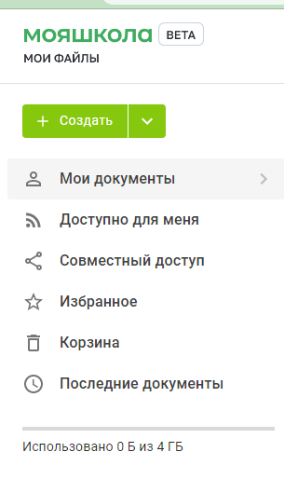 МОЯШКОЛА BETA
МОИ ФАЙЛЫ
+ Создать
Мои документы
Доступно для меня
Совместный доступ
Избранное
Корзина
Последние документы
Использовано 0 Б из 4 ГБ